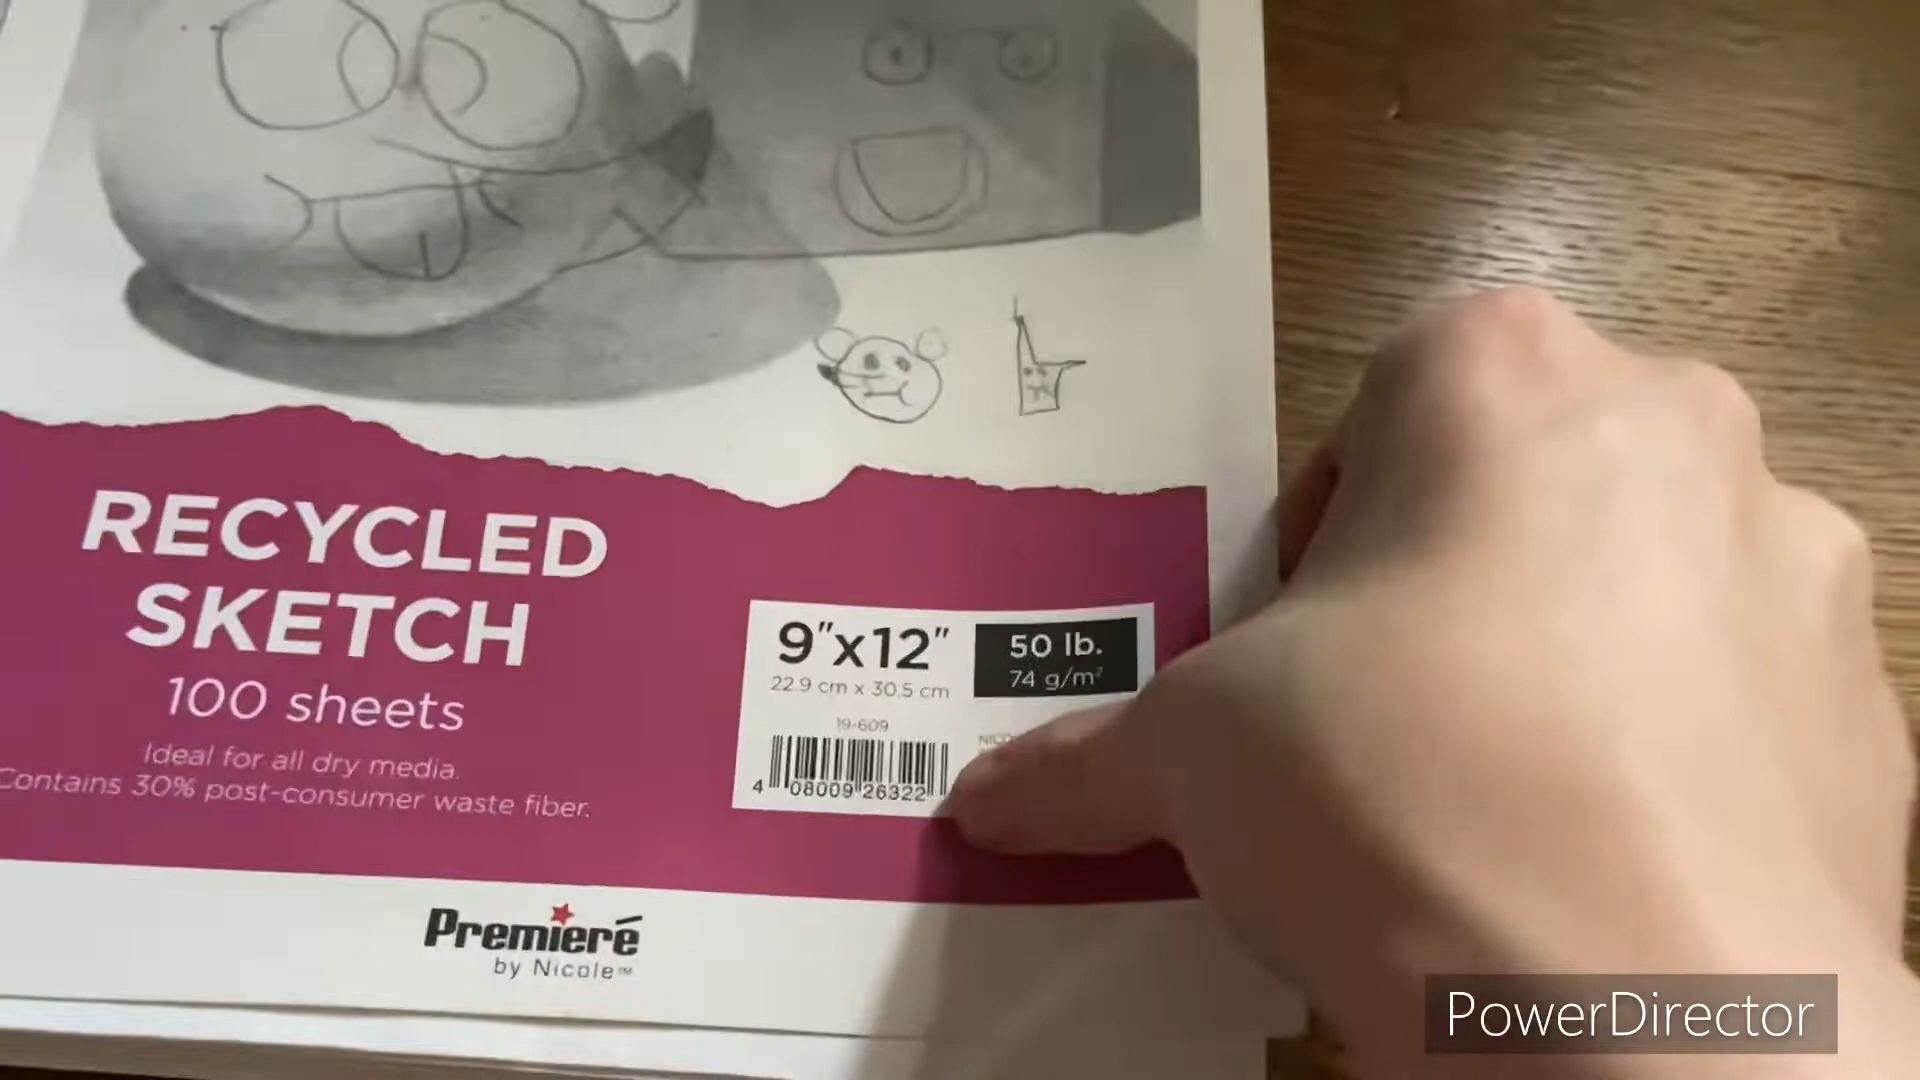 RECYCLED
SKETCH
100 sheets
Ideal for all dry media.
Contains 30% post-consumer waste fiber.
9"x12"
22.9 cm x 30.5 cm
50 lb.
74 g/m²
19-609
4 08009 26322
Premieré
by Nicole™
PowerDirector